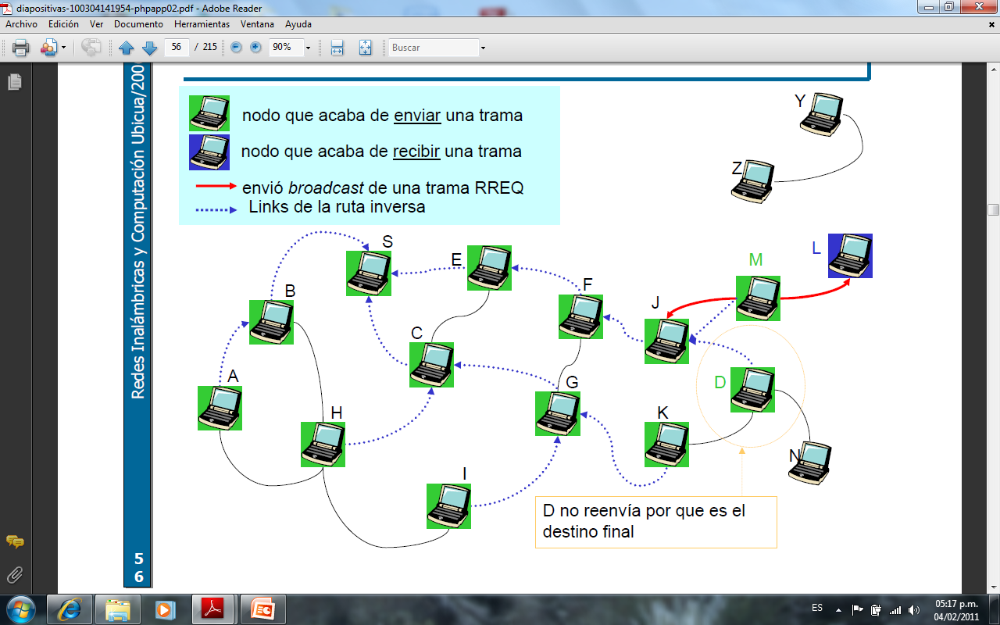 diapositivas-100304141954-phpapp02.pdf - Adobe Reader
Archivo Edición Ver Documento Herramientas Ventana Ayuda
56 / 215 90% Buscar
Redes Inalámbricas y Computación Ubicua/200
nodo que acaba de enviar una trama
nodo que acaba de recibir una trama
envió broadcast de una trama RREQ
Links de la ruta inversa
Y
Z
S
E
M
L
B
F
J
C
A
G
D
H
K
N
I
D no reenvía por que es el
destino final
5
6
ES
05:17 p.m.
04/02/2011